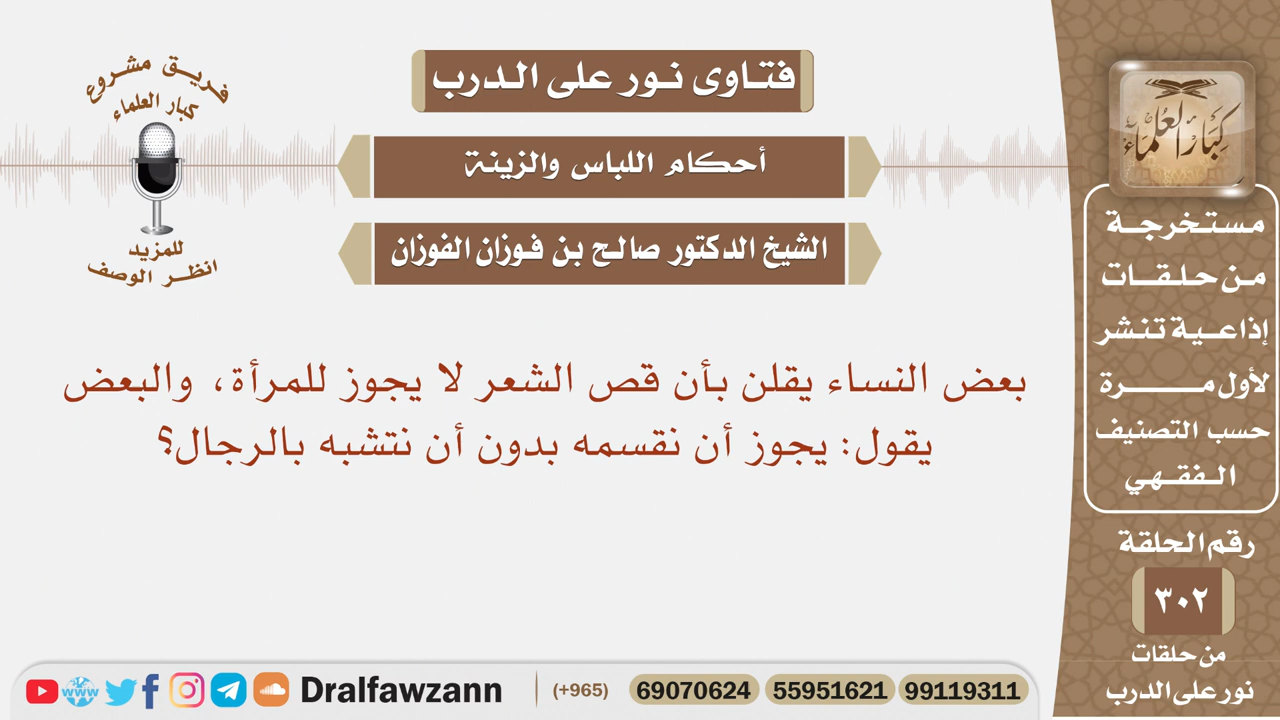 فتاوى نور على الدرب
أحكام اللباس والزينة
الشيخ الدكتور صالح بن فوزان الفوزان
فريق مشروع
كبار العلماء
للمزيد
انظر الوصف
بعض النساء يقلن بأن قص الشعر لا يجوز للمرأة، والبعض
يقول: يجوز أن نقسمه بدون أن نتشبه بالرجال؟
كبار العلماء
مستخرجة
من حلقات
إذاعية تنشر
لأول مرة
حسب التصنيف
الفقهي
رقم الحلقة
٣٠٢
من حلقات
نور على الدرب
www Dralfawzann (+965) 69070624 55951621 99119311